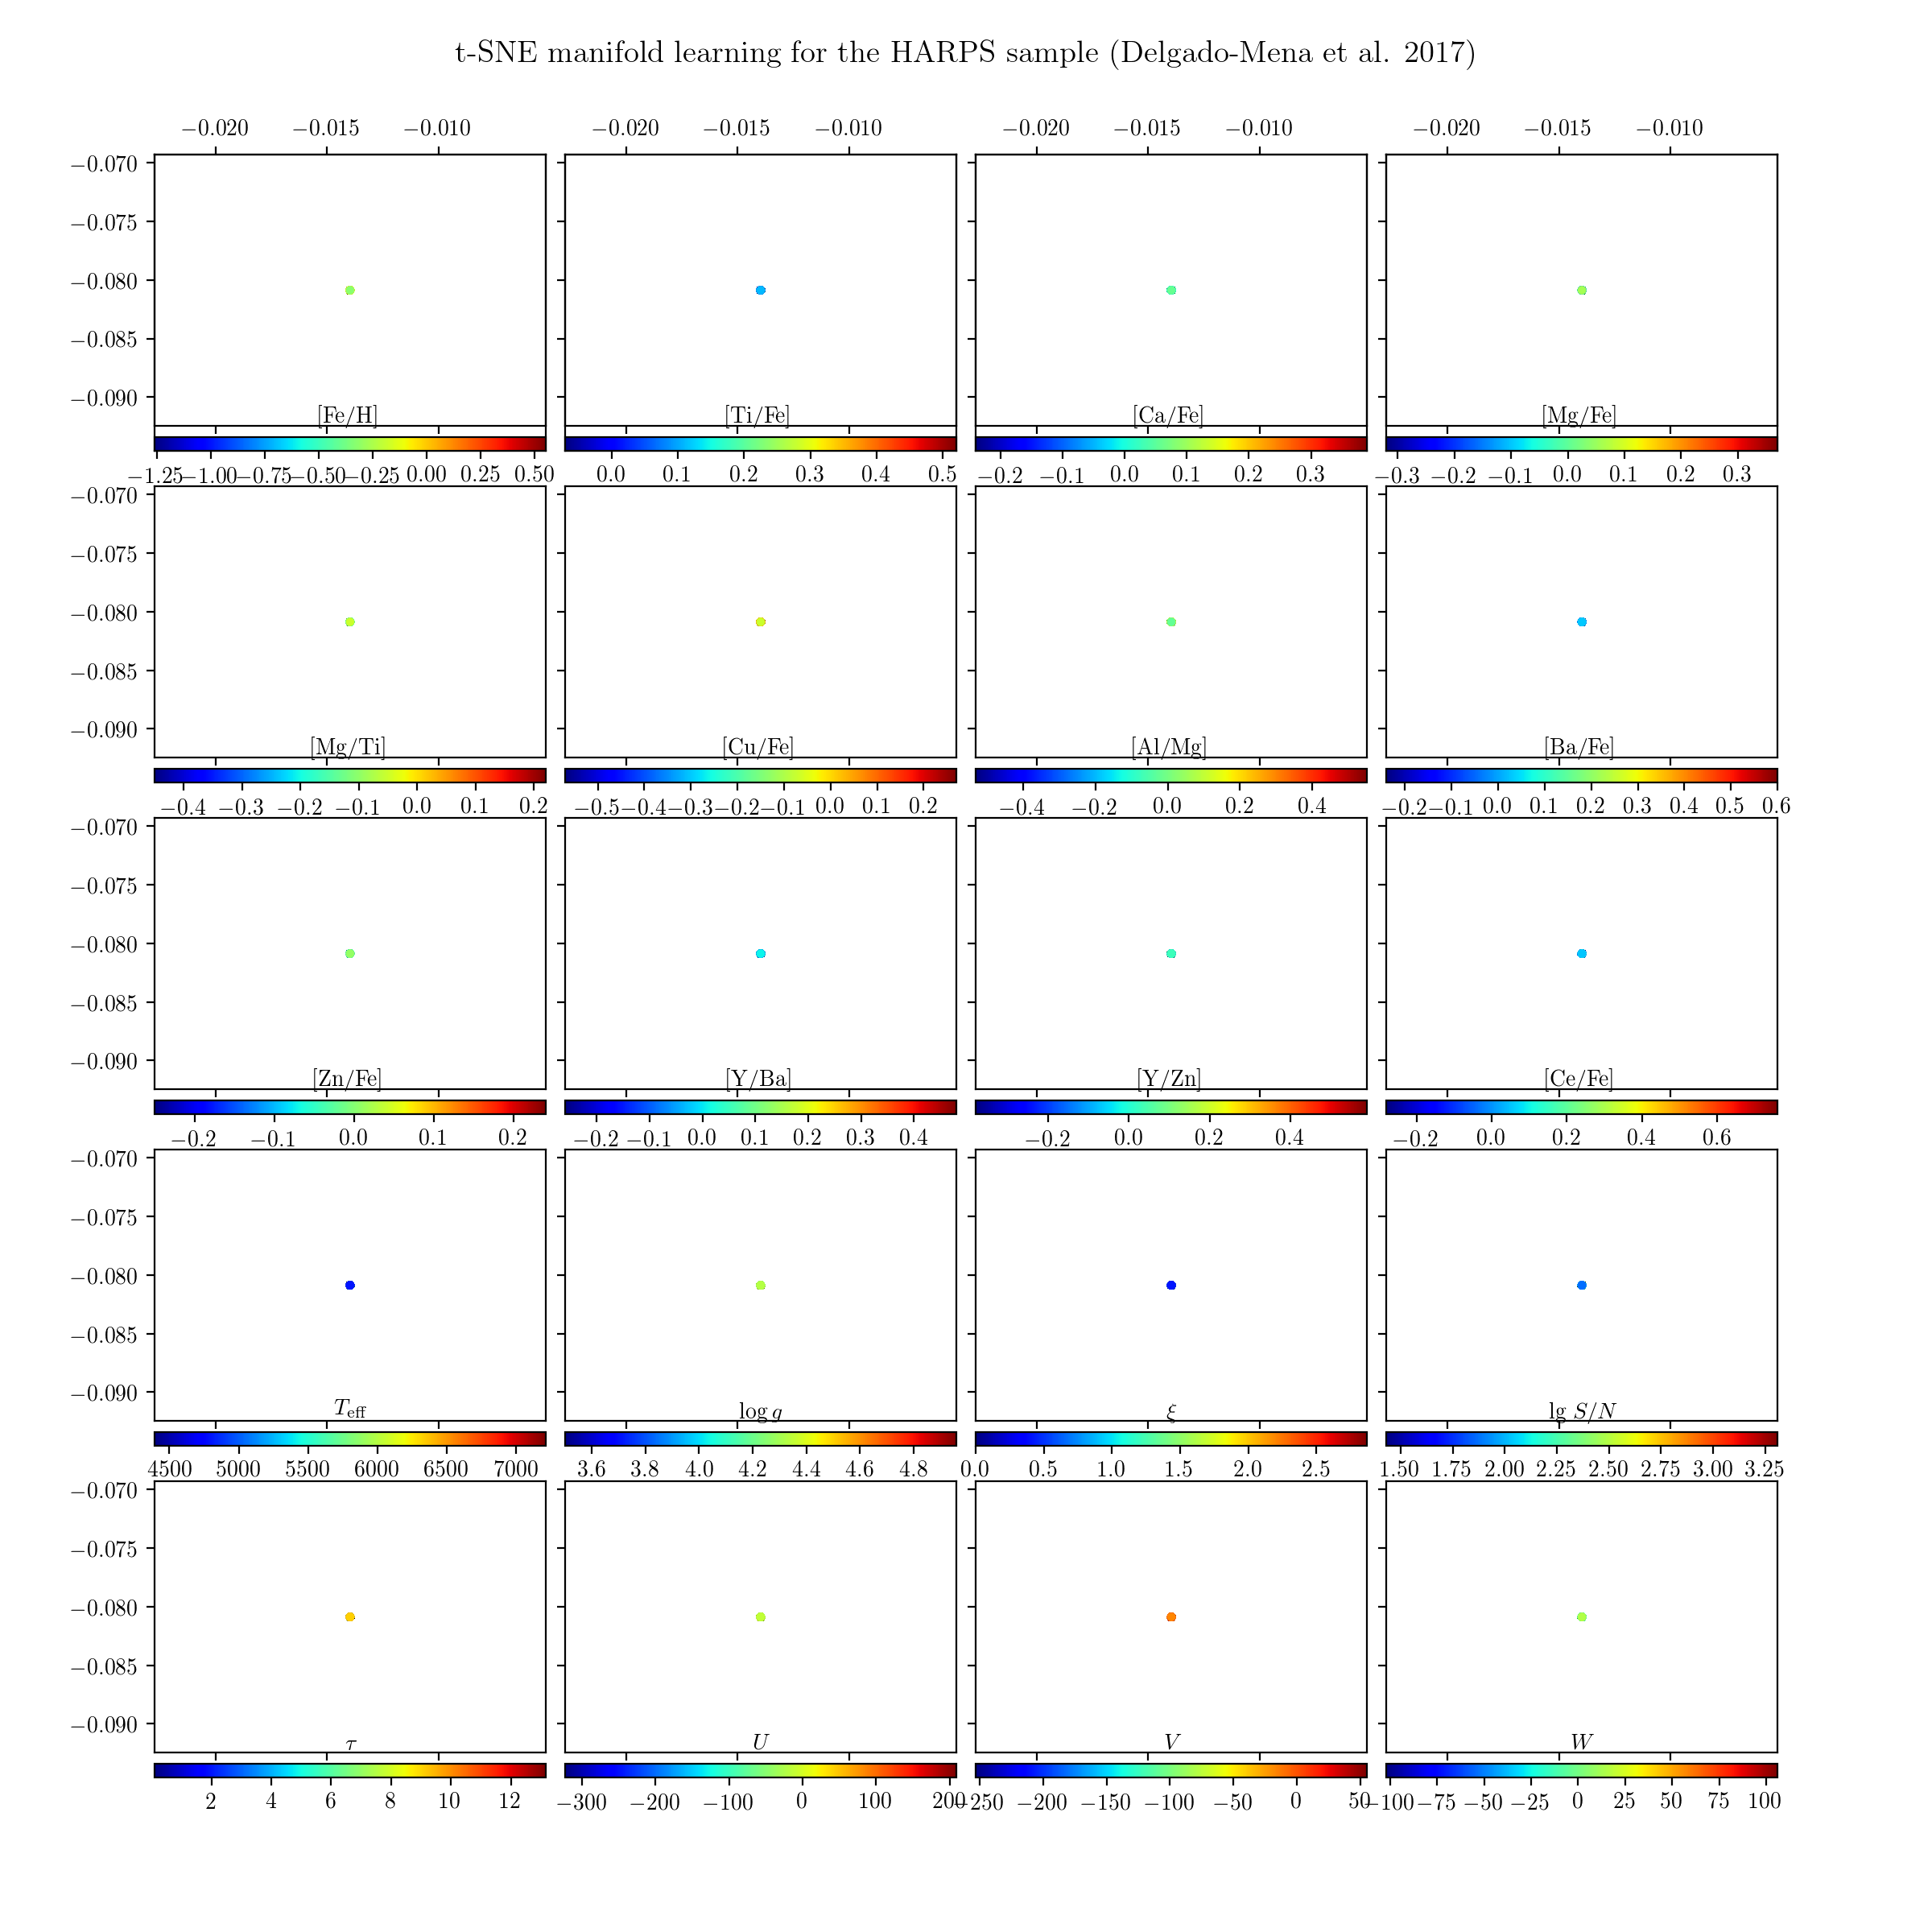 t-SNE manifold learning for the HARPS sample (Delgado-Mena et al. 2017)
−0.020 −0.015 −0.010 −0.020 −0.015 −0.010 −0.020 −0.015 −0.010 −0.020 −0.015 −0.010
−0.070
−0.075
−0.080
−0.085
−0.090
[Fe/H] [Ti/Fe] [Ca/Fe] [Mg/Fe]
−1.25 −1.00 −0.75 −0.50 −0.25 0.00 0.25 0.50 0.0 0.1 0.2 0.3 0.4 0.5 −0.2 −0.1 0.0 0.1 0.2 0.3 −0.3 −0.2 −0.1 0.0 0.1 0.2 0.3
−0.070
−0.075
−0.080
−0.085
−0.090
[Mg/Ti] [Cu/Fe] [Al/Mg] [Ba/Fe]
−0.4 −0.3 −0.2 −0.1 0.0 0.1 0.2 −0.5 −0.4 −0.3 −0.2 −0.1 0.0 0.1 0.2 −0.4 −0.2 0.0 0.2 0.4 −0.2 −0.1 0.0 0.1 0.2 0.3 0.4 0.5 0.6
−0.070
−0.075
−0.080
−0.085
−0.090
[Zn/Fe] [Y/Ba] [Y/Zn] [Ce/Fe]
−0.2 −0.1 0.0 0.1 0.2 −0.2 −0.1 0.0 0.1 0.2 0.3 0.4 −0.2 0.0 0.2 0.4 −0.2 0.0 0.2 0.4 0.6
−0.070
−0.075
−0.080
−0.085
−0.090
T_eff log g ξ lg S/N
4500 5000 5500 6000 6500 7000 3.6 3.8 4.0 4.2 4.4 4.6 4.8 0.0 0.5 1.0 1.5 2.0 2.5 1.50 1.75 2.00 2.25 2.50 2.75 3.00 3.25
−0.070
−0.075
−0.080
−0.085
−0.090
τ U V W
2 4 6 8 10 12 −300 −200 −100 0 100 200 −250 −200 −150 −100 −50 0 50 −100 −75 −50 −25 0 25 50 75 100